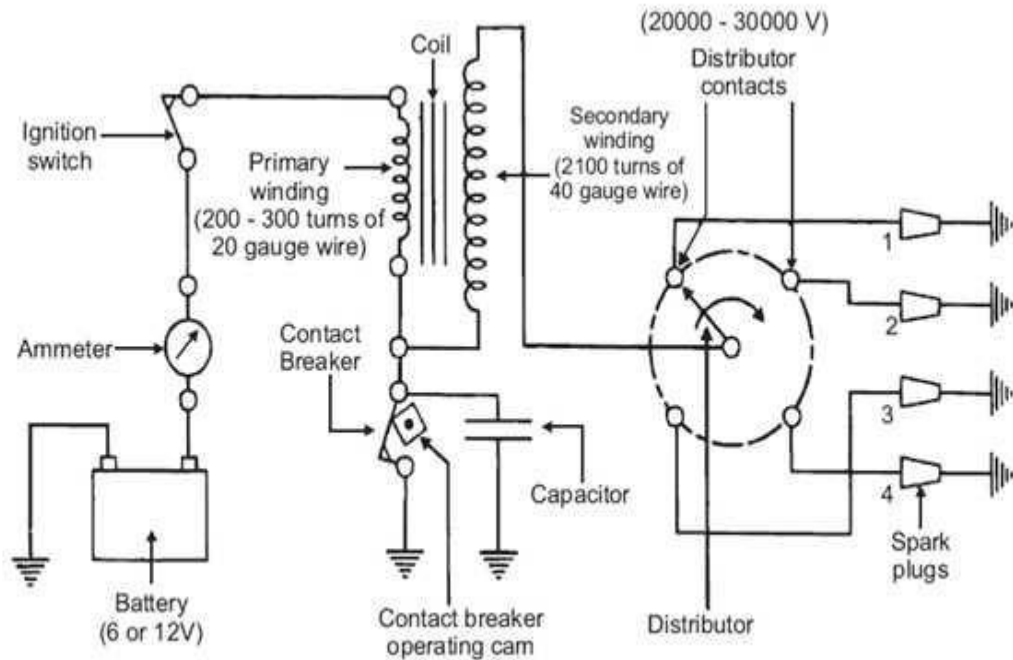 (20000 - 30000 V)
Distributor
contacts
Coil
Ignition
switch
Primary
winding
(200 - 300 turns of
20 gauge wire)
Secondary
winding
(2100 turns of
40 gauge wire)
1
2
3
4
Ammeter
Contact
Breaker
Capacitor
Spark
plugs
Battery
(6 or 12V)
Contact breaker
operating cam
Distributor